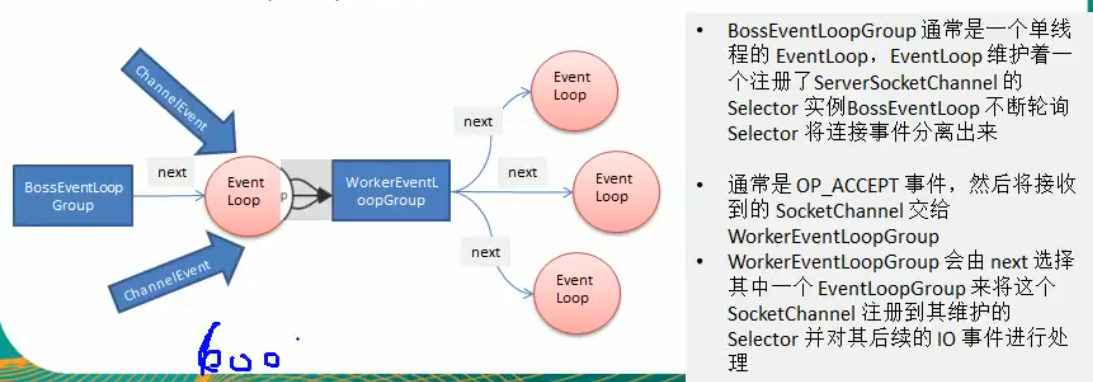 ChannelEvent
BossEventLoop
Group
next
Event
Loop
ChannelEvent
p
WorkerEventL
oopGroup
next
next
next
Event
Loop
Event
Loop
Event
Loop
• BossEventLoopGroup 通常是一个单线
程的 EventLoop，EventLoop 维护着一
个注册了ServerSocketChannel 的
Selector 实例BossEventLoop 不断轮询
Selector 将连接事件分离出来
• 通常是 OP_ACCEPT 事件，然后将接收
到的 SocketChannel 交给
WorkerEventLoopGroup
• WorkerEventLoopGroup 会由 next 选择
其中一个 EventLoopGroup 来将这个
SocketChannel 注册到其维护的
Selector 并对其后续的 IO 事件进行处
理